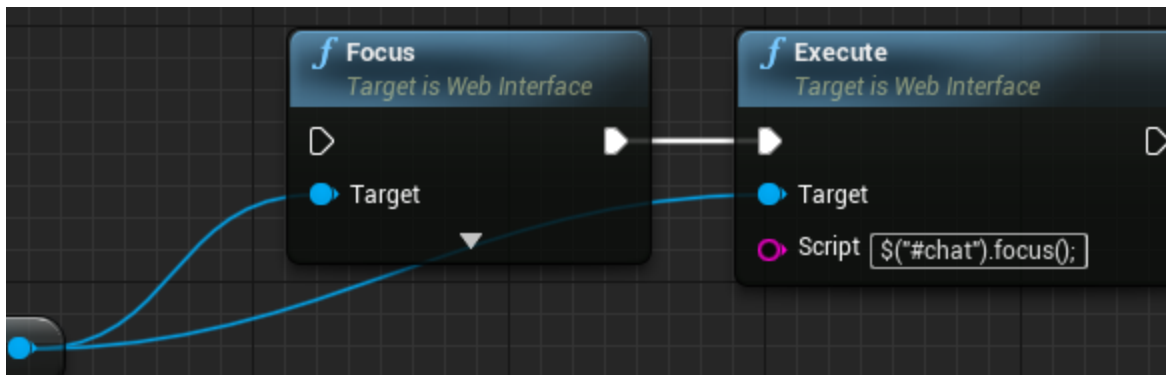 f Focus
Target is Web Interface
Target
f Execute
Target is Web Interface
Target
Script $("#chat").focus();